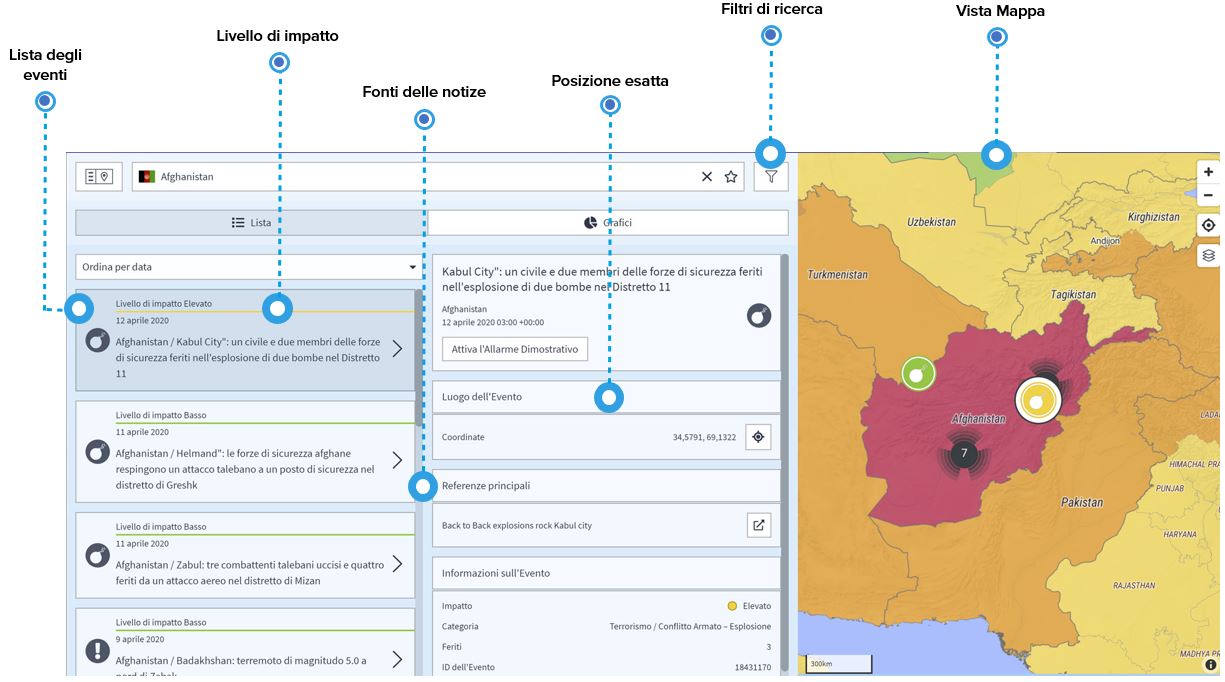 Filtri di ricerca
Vista Mappa
Livello di impatto
Lista degli
eventi
Posizione esatta
Fonti delle notize
Afghanistan
Lista
Grafici
Ordina per data
Livello di impatto Elevato
12 aprile 2020
Afghanistan / Kabul City": un civile e due membri delle forze
di sicurezza feriti nell'esplosione di due bombe nel Distretto
11
Livello di impatto Basso
11 aprile 2020
Afghanistan / Helmand": le forze di sicurezza afghane
respingono un attacco talebano a un posto di sicurezza nel
distretto di Greshk
Livello di impatto Basso
11 aprile 2020
Afghanistan / Zabul: tre combattenti talebani uccisi e quattro
feriti da un attacco aereo nel distretto di Mizan
Livello di impatto Basso
9 aprile 2020
Afghanistan / Badakhshan: terremoto di magnitudo 5.0 a
nord di Zebak
Kabul City": un civile e due membri delle forze di sicurezza feriti
nell'esplosione di due bombe nel Distretto 11
Afghanistan
12 aprile 2020 03:00 +00:00
Attiva l'Allarme Dimostrativo
Luogo dell'Evento
Coordinate 34,5791, 69,1322
Referenze principali
Back to Back explosions rock Kabul city
Informazioni sull'Evento
Impatto Elevato
Categoria Terrorismo / Conflitto Armato – Esplosione
Feriti 3
ID dell'Evento 18431170
Uzbekistan
Kirghizistan
Andijon
Turkmenistan
Tagikistan
Afghanistan
7
Pakistan
LADA
HIMACHAL PR
PUNJAB
HARYANA
RAJASTHAN
MADHYA PR
300km
+
−